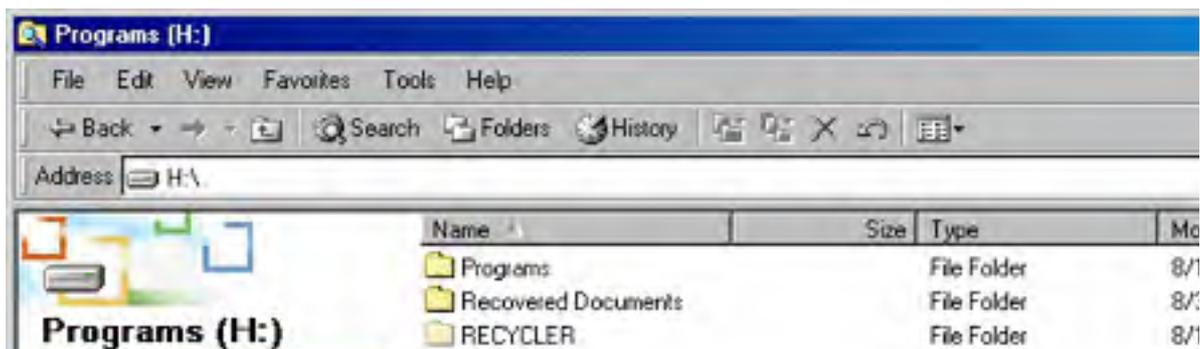 Programs (H:)
File Edit View Favorites Tools Help
Back Search Folders History
Address H:\
Name Size Type
Programs File Folder
Recovered Documents File Folder
RECYCLER File Folder
Programs (H:)